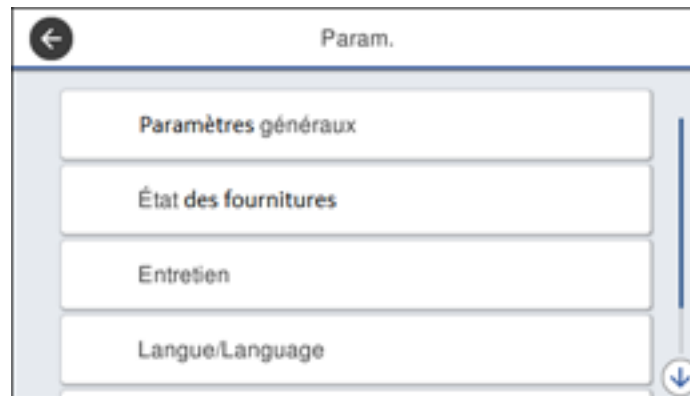 Param.
Paramètres généraux
État des fournitures
Entretien
Langue/Language